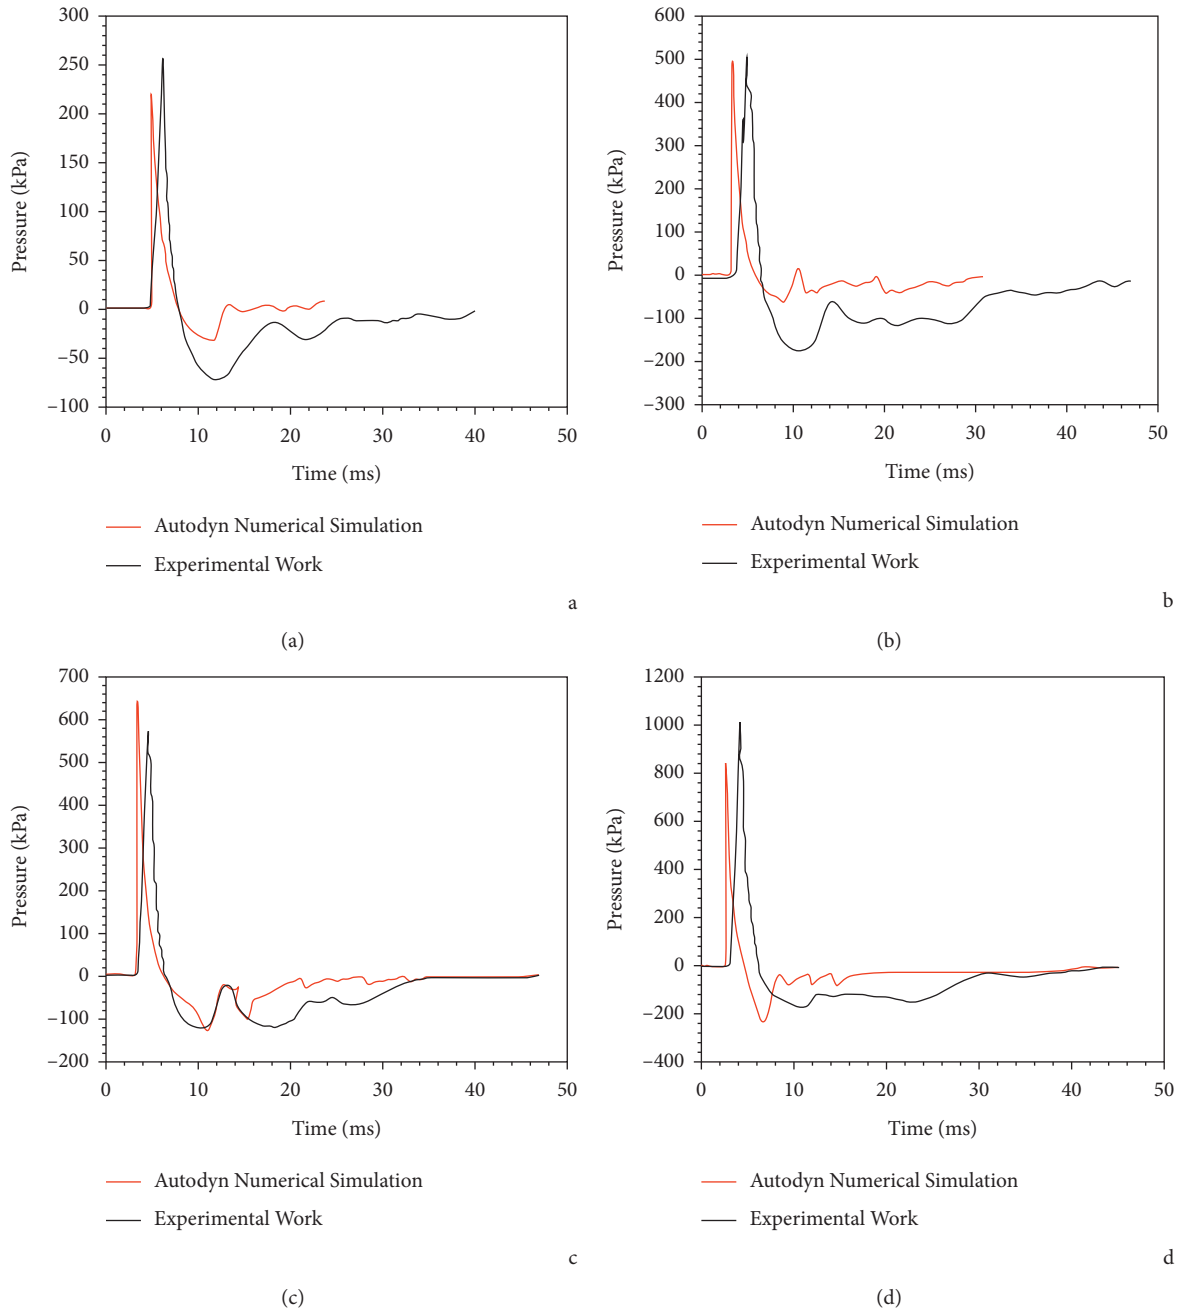 300
250
200
150
100
50
0
−50
−100
Pressure (kPa)
0 10 20 30 40 50
Time (ms)
Autodyn Numerical Simulation
Experimental Work
a
(a)
600
500
400
300
200
100
0
−100
−200
−300
Pressure (kPa)
0 10 20 30 40 50
Time (ms)
Autodyn Numerical Simulation
Experimental Work
b
(b)
700
600
500
400
300
200
100
0
−100
−200
Pressure (kPa)
0 10 20 30 40 50
Time (ms)
Autodyn Numerical Simulation
Experimental Work
c
(c)
1200
1000
800
600
400
200
0
−200
−400
Pressure (kPa)
0 10 20 30 40 50
Time (ms)
Autodyn Numerical Simulation
Experimental Work
d
(d)